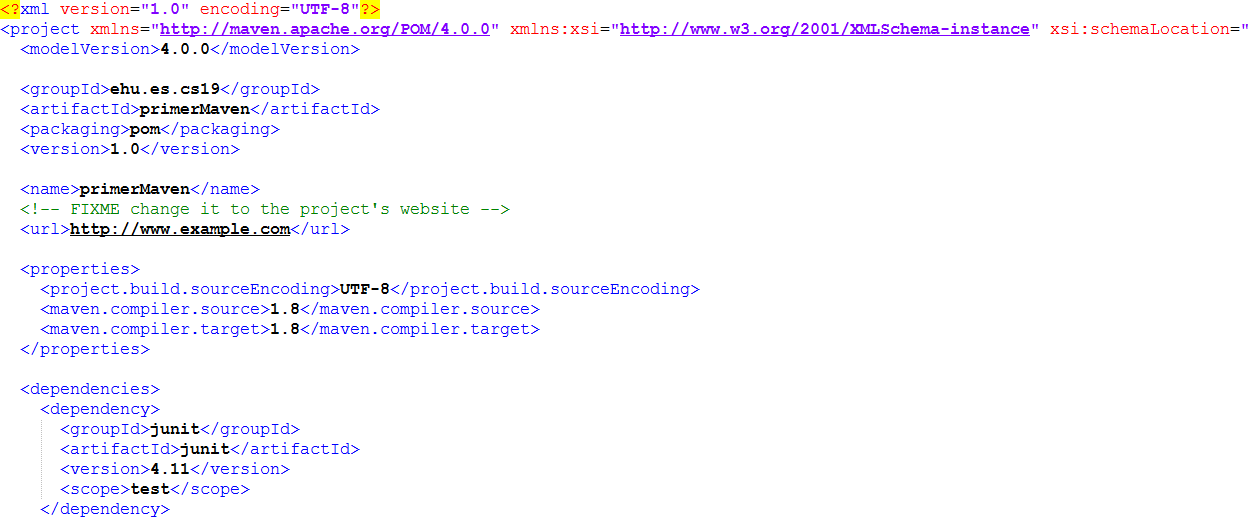 <?xml version="1.0" encoding="UTF-8"?>
<project xmlns="http://maven.apache.org/POM/4.0.0" xmlns:xsi="http://www.w3.org/2001/XMLSchema-instance" xsi:schemaLocation="
<modelVersion>4.0.0</modelVersion>
<groupId>ehu.es.cs19</groupId>
<artifactId>primerMaven</artifactId>
<packaging>pom</packaging>
<version>1.0</version>
<name>primerMaven</name>
<!-- FIXME change it to the project's website -->
<url>http://www.example.com</url>
<properties>
<project.build.sourceEncoding>UTF-8</project.build.sourceEncoding>
<maven.compiler.source>1.8</maven.compiler.source>
<maven.compiler.target>1.8</maven.compiler.target>
</properties>
<dependencies>
<dependency>
<groupId>junit</groupId>
<artifactId>junit</artifactId>
<version>4.11</version>
<scope>test</scope>
</dependency>